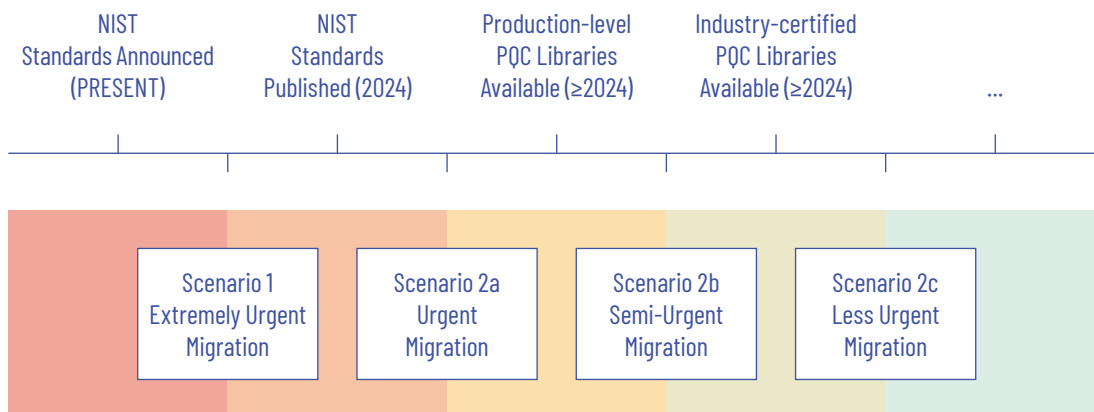 NIST
Standards Announced
(PRESENT)
NIST
Standards
Published (2024)
Production-level
PQC Libraries
Available (≥2024)
Industry-certified
PQC Libraries
Available (≥2024)
...
Scenario 1
Extremely Urgent
Migration
Scenario 2a
Urgent
Migration
Scenario 2b
Semi-Urgent
Migration
Scenario 2c
Less Urgent
Migration